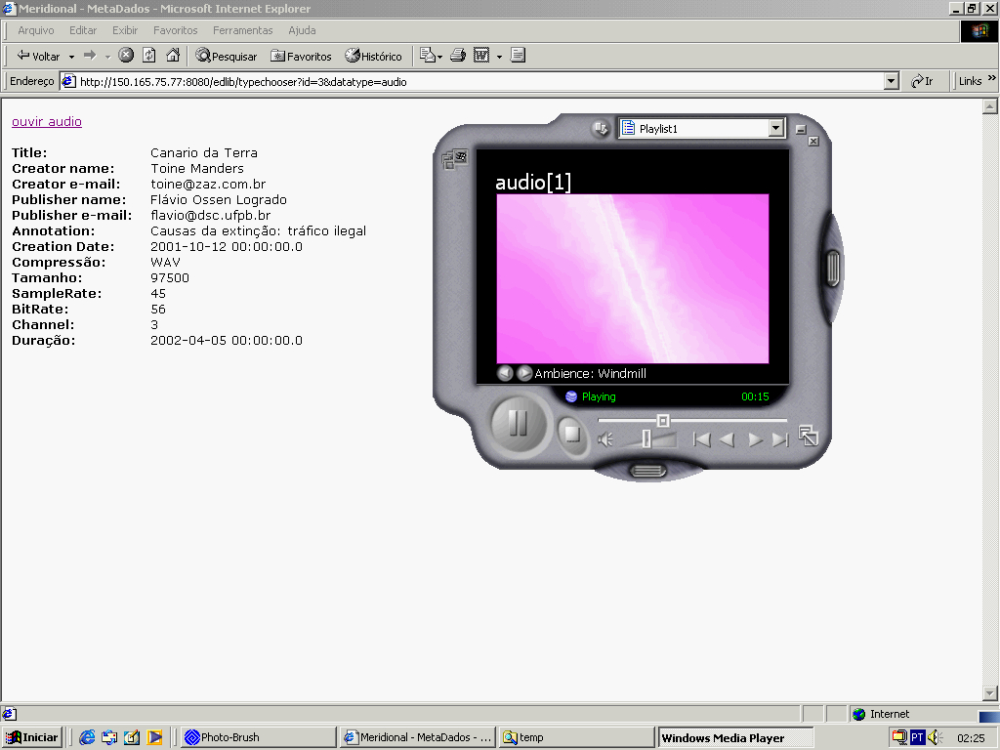 Meridional - MetaDados - Microsoft Internet Explorer
Arquivo Editar Exibir Favoritos Ferramentas Ajuda
Voltar Pesquisar Favoritos Histórico
Endereço http://150.165.75.77:8080/edlib/typechooser?id=3&datatype=audio Ir Links »
ouvir audio
Title: Canario da Terra
Creator name: Toine Manders
Creator e-mail: toine@zaz.com.br
Publisher name: Flávio Ossen Logrado
Publisher e-mail: flavio@dsc.ufpb.br
Annotation: Causas da extinção: tráfico ilegal
Creation Date: 2001-10-12 00:00:00.0
Compressão: WAV
Tamanho: 97500
SampleRate: 45
BitRate: 56
Channel: 3
Duração: 2002-04-05 00:00:00.0
Playlist1
audio[1]
Ambience: Windmill
Playing 00:15
Internet
Iniciar Photo-Brush Meridional - MetaDados - ... temp Windows Media Player PT 02:25